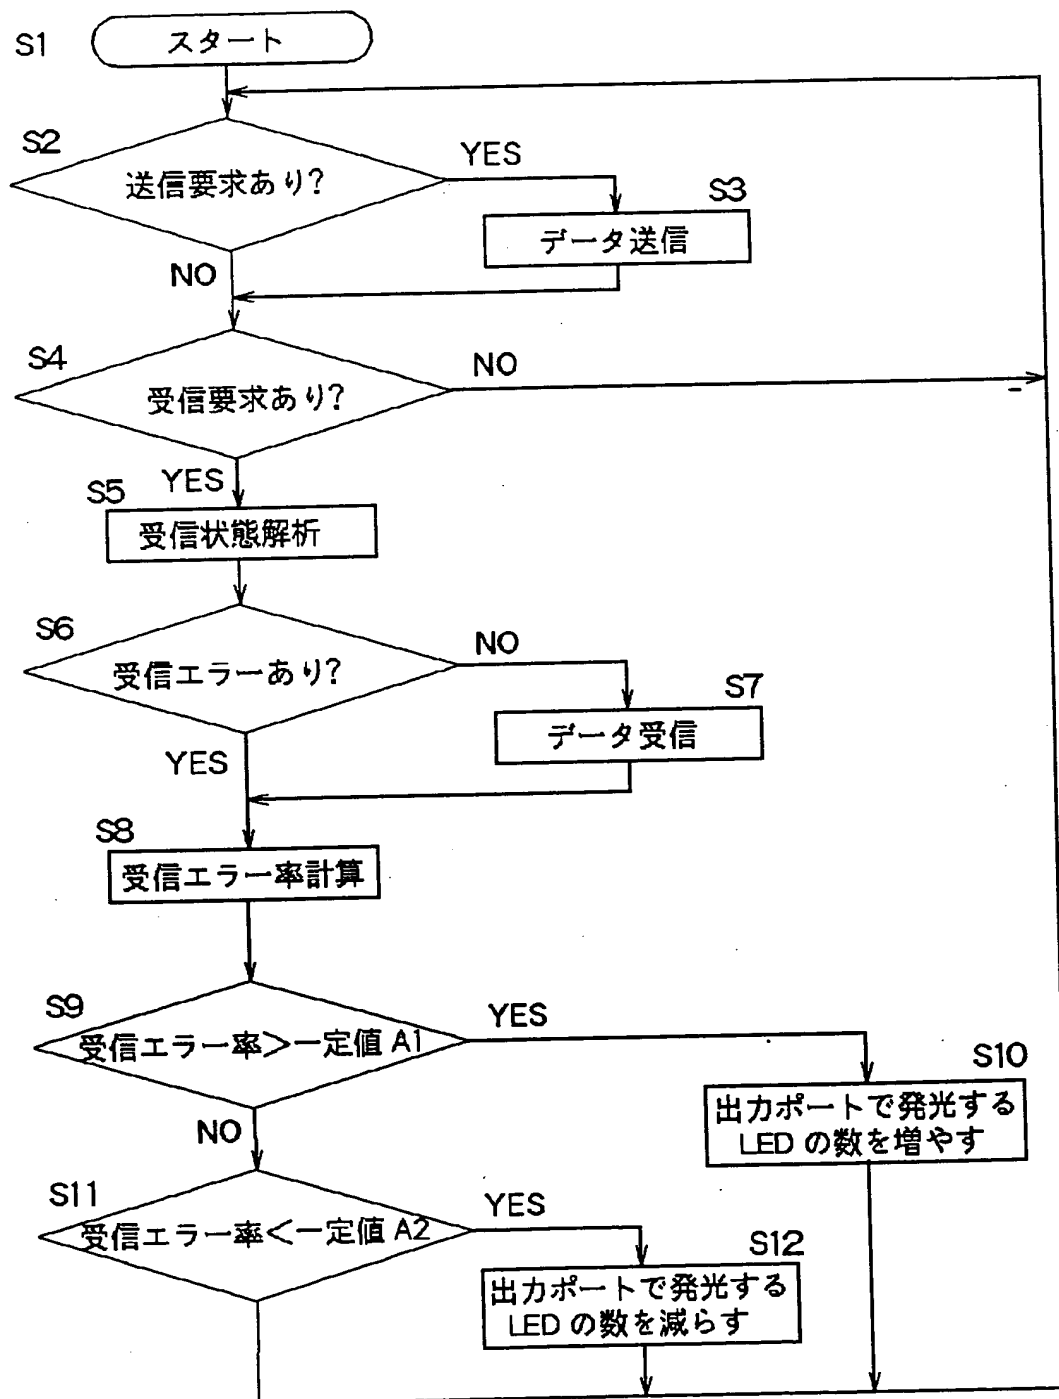 S1
スタート
S2
送信要求あり?
YES
S3
データ送信
NO
S4
受信要求あり?
NO
YES
S5
受信状態解析
S6
受信エラーあり?
NO
S7
データ受信
YES
S8
受信エラー率計算
S9
受信エラー率>一定値 A1
YES
S10
出力ポートで発光する
LED の数を増やす
NO
S11
受信エラー率<一定値 A2
YES
S12
出力ポートで発光する
LED の数を減らす